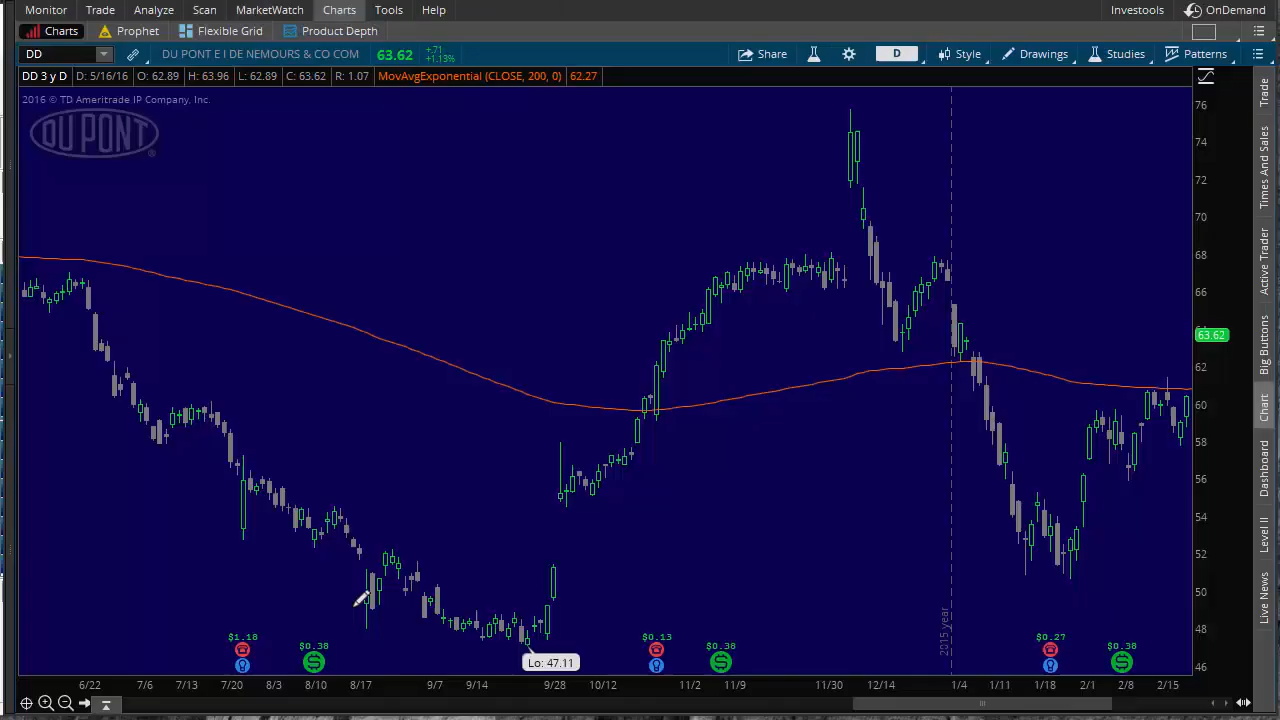 Monitor Trade Analyze Scan MarketWatch Charts Tools Help Investools OnDemand
Charts Prophet Flexible Grid Product Depth
DD DU PONT E I DE NEMOURS & CO COM 63.62 +.71 +1.13% Share D Style Drawings Studies Patterns
DD 3 y D D: 5/16/16 O: 62.89 H: 63.96 L: 62.89 C: 63.62 R: 1.07 MovAvgExponential (CLOSE, 200, 0) 62.27
2016 © TD Ameritrade IP Company, Inc.
DU PONT ®
76
74
72
70
68
66
63.62
62
60
58
56
54
52
50
48
46
2015 year
$1.18 $0.38 $0.13 $0.38 $0.27 $0.38
Lo: 47.11
6/22 7/6 7/13 7/20 8/3 8/10 8/17 9/7 9/14 9/28 10/12 11/2 11/9 11/30 12/14 1/4 1/11 1/18 2/1 2/8 2/15
Trade
Times And Sales
Active Trader
Big Buttons
Chart
Dashboard
Level II
Live News